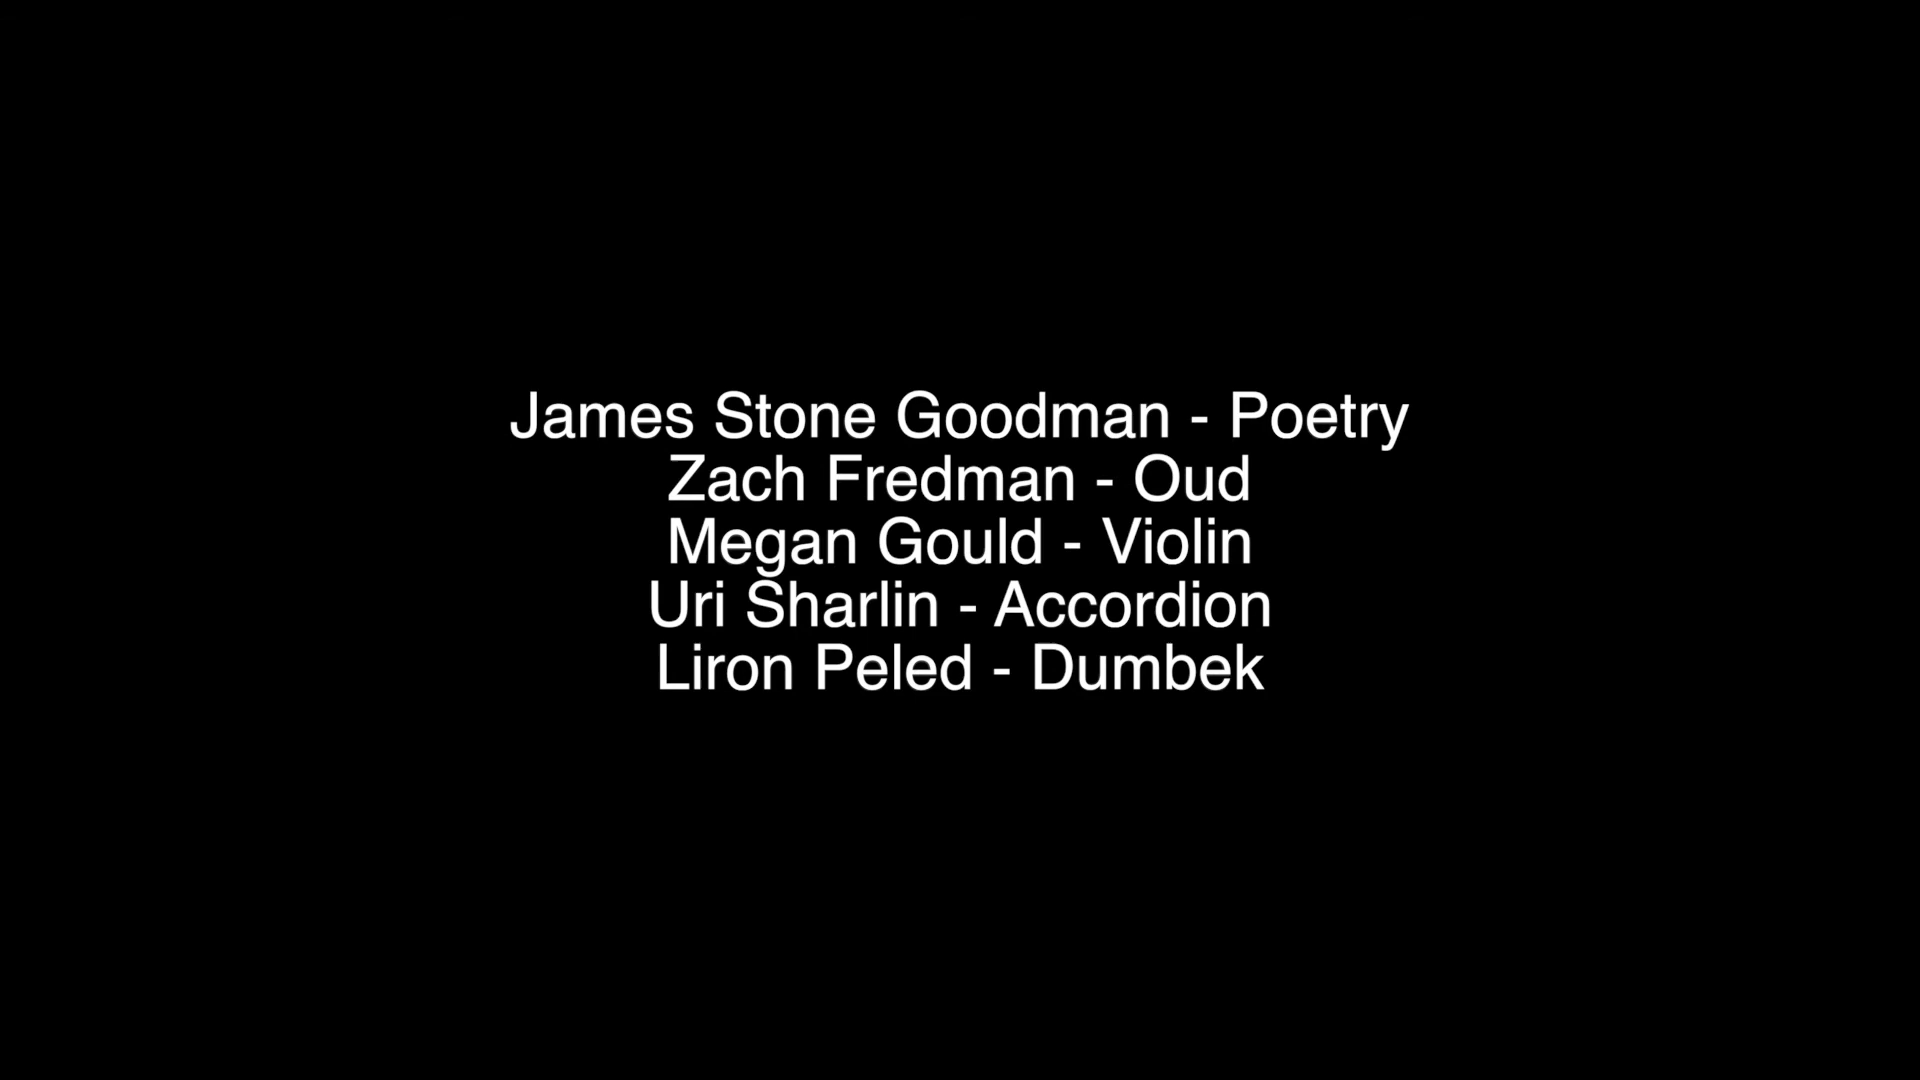 James Stone Goodman - Poetry
Zach Fredman - Oud
Megan Gould - Violin
Uri Sharlin - Accordion
Liron Peled - Dumbek